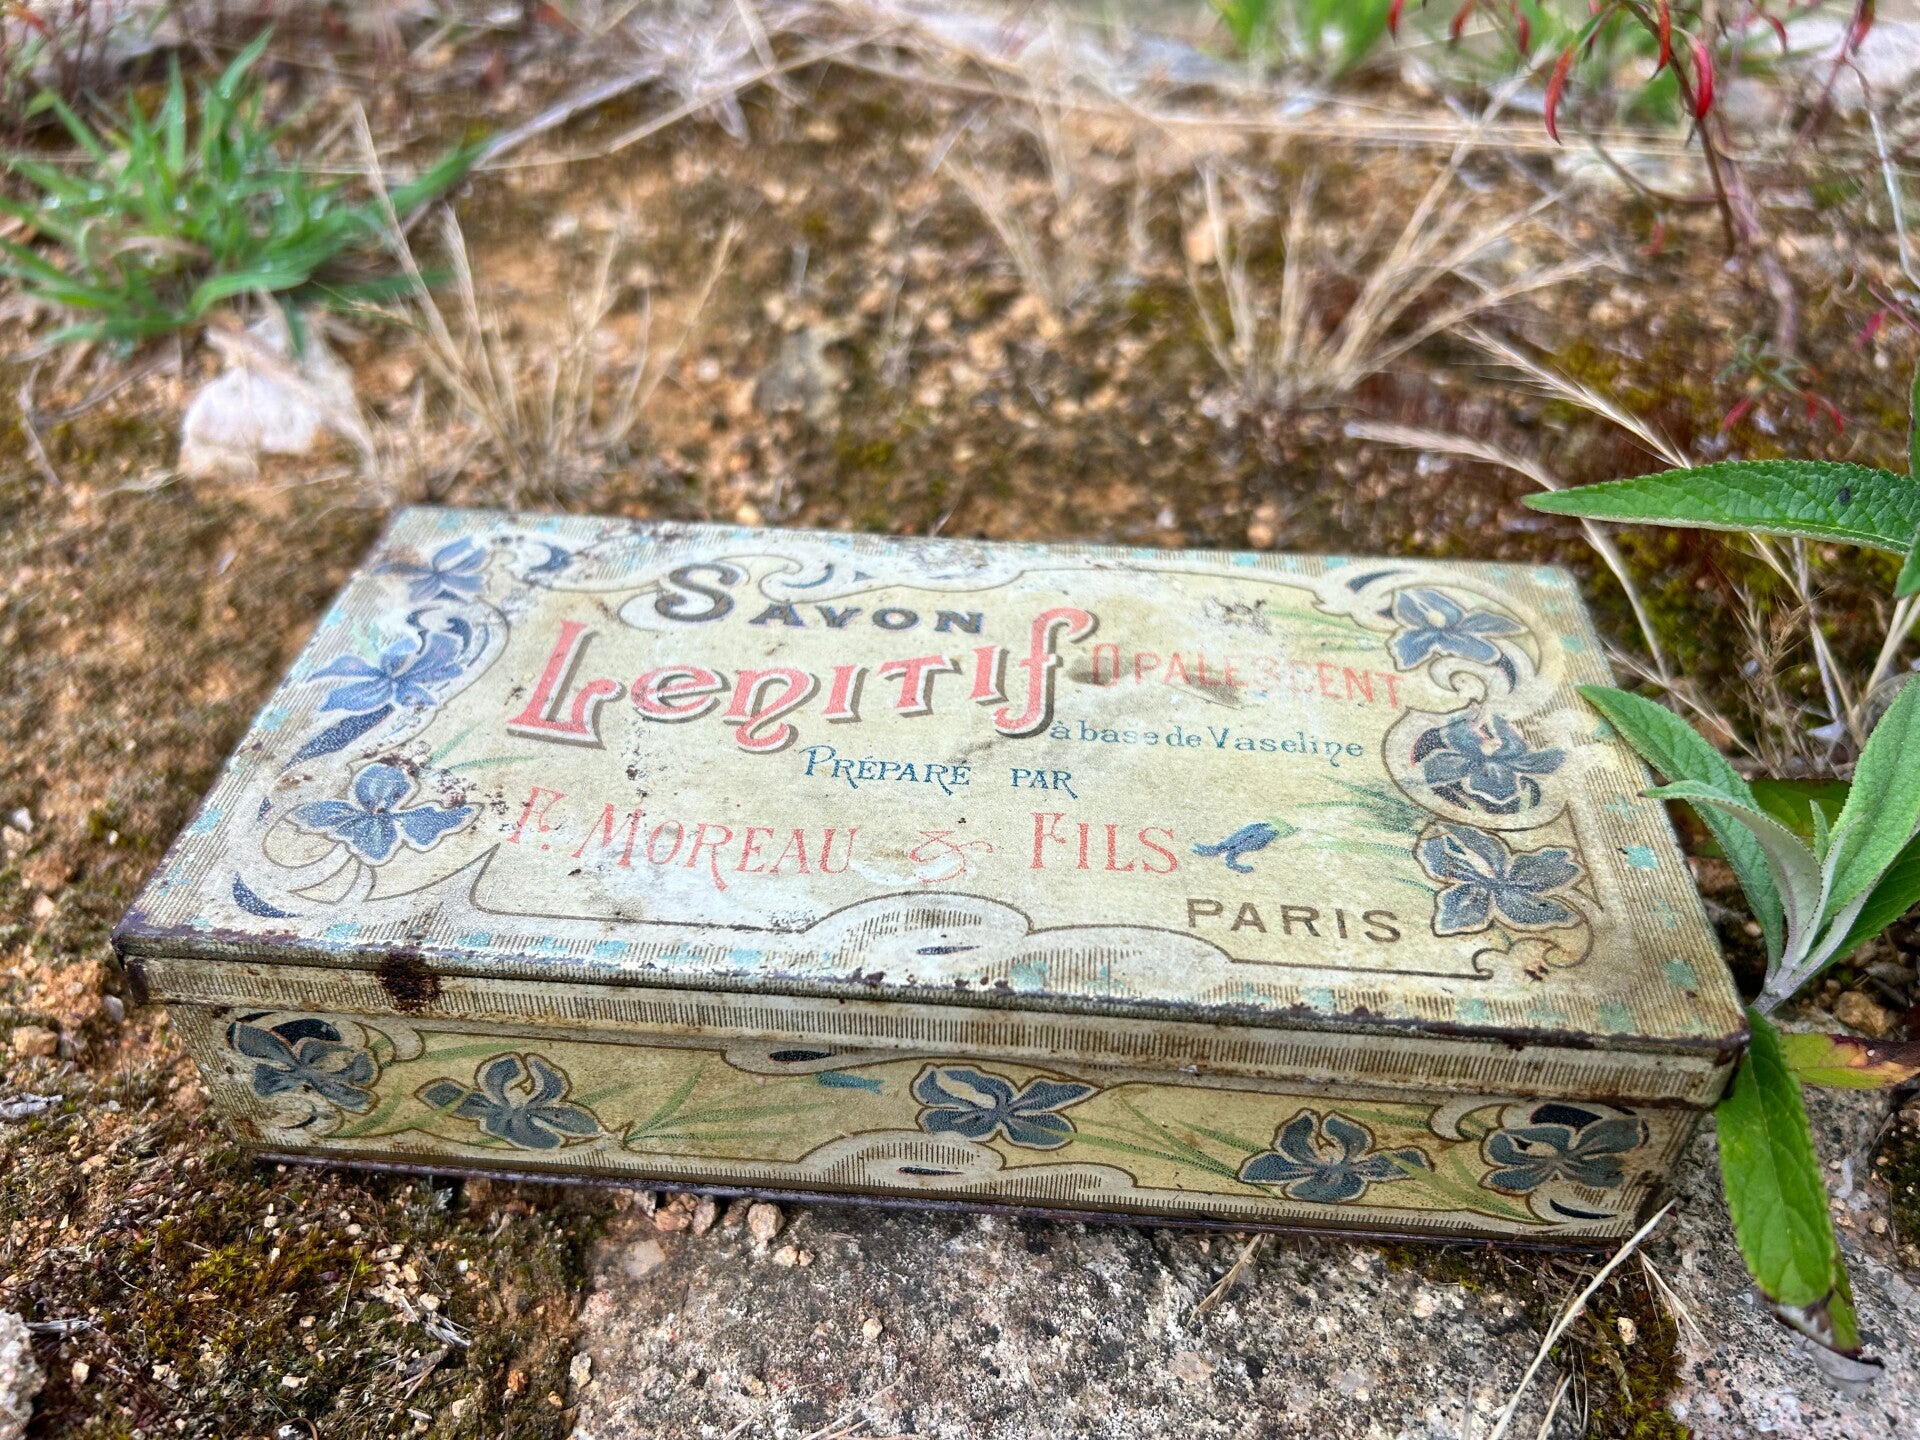 SAVON
LENITIF OPALESCENT
à base de Vaseline
PRÉPARÉ PAR
F. MOREAU & FILS
PARIS